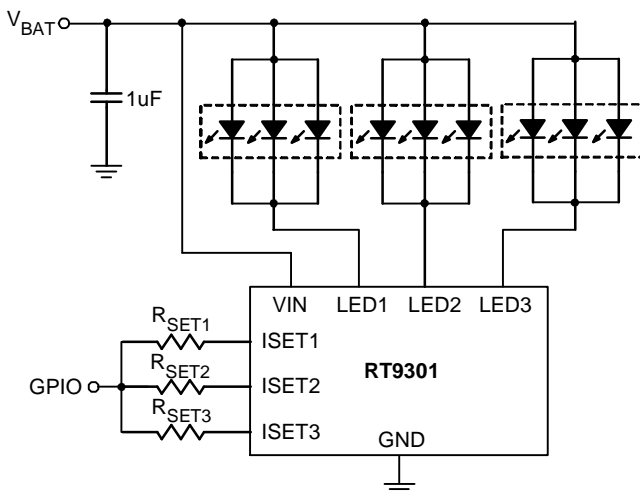 VBAT
1uF
VIN LED1 LED2 LED3
RSET1
ISET1
RSET2
ISET2
GPIO
RT9301
RSET3
ISET3
GND